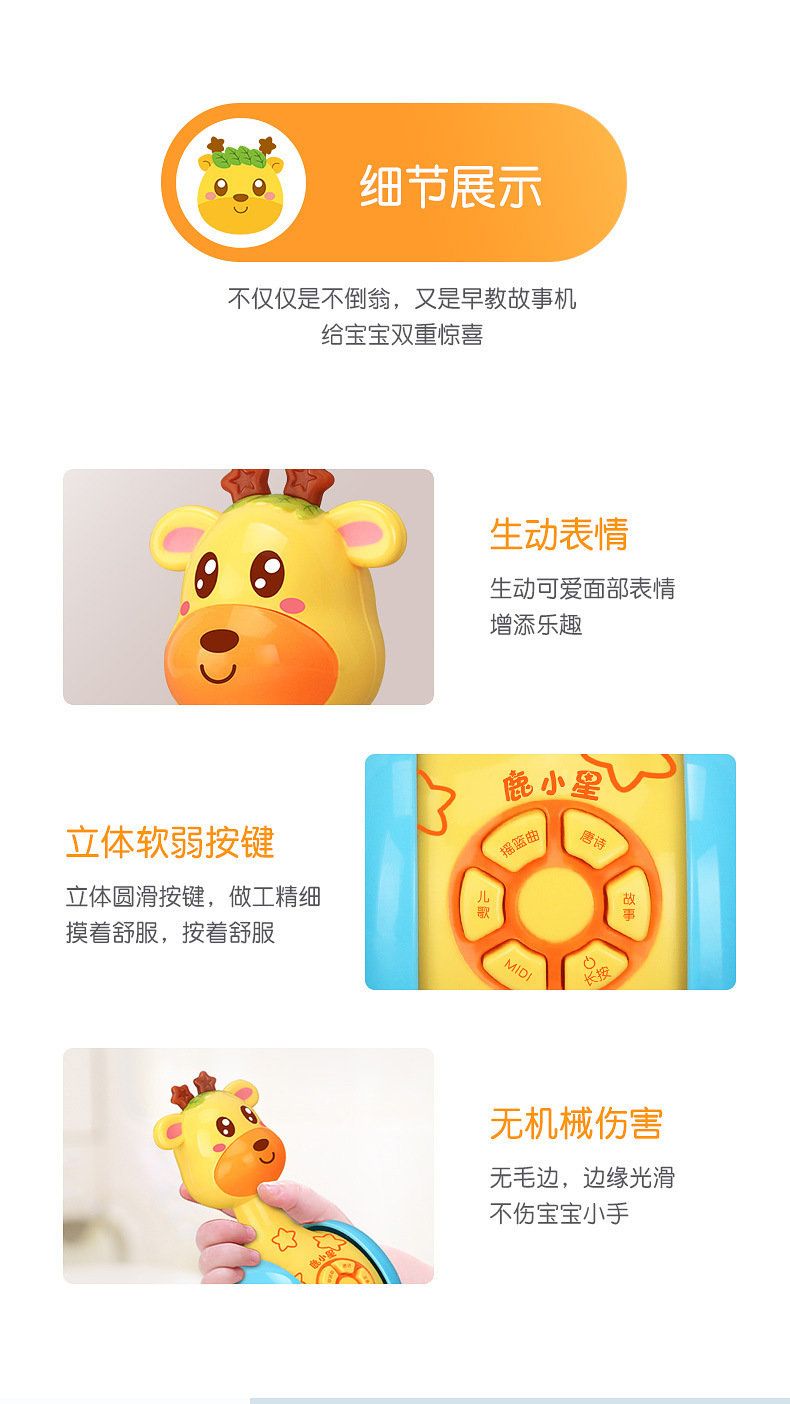 细节展示
不仅仅是不倒翁，又是早教故事机
给宝宝双重惊喜
生动表情
生动可爱面部表情
增添乐趣
鹿小星
摇篮曲
唐诗
儿歌
故事
MIDI
长按
立体软弱按键
立体圆滑按键，做工精细
摸着舒服，按着舒服
无机械伤害
无毛边，边缘光滑
不伤宝宝小手
鹿小星